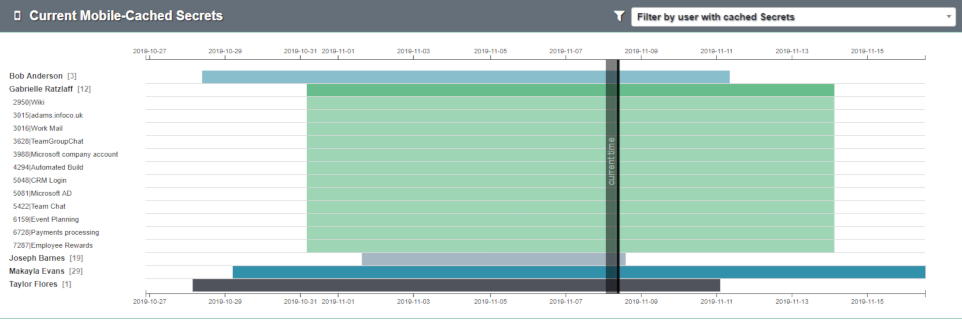 Current Mobile-Cached Secrets
Filter by user with cached Secrets
2019-10-27 2019-10-29 2019-10-31 2019-11-01 2019-11-03 2019-11-05 2019-11-07 2019-11-09 2019-11-11 2019-11-13 2019-11-15
Bob Anderson [3]
Gabrielle Ratzlaff [12]
2950|Wiki
3015|adams.infoco.uk
3016|Work Mail
3628|TeamGroupChat
3988|Microsoft company account
4294|Automated Build
5048|CRM Login
5081|Microsoft AD
5422|Team Chat
6159|Event Planning
6728|Payments processing
7287|Employee Rewards
current time
Joseph Barnes [19]
Makayla Evans [29]
Taylor Flores [1]
2019-10-27 2019-10-29 2019-10-31 2019-11-01 2019-11-03 2019-11-05 2019-11-07 2019-11-09 2019-11-11 2019-11-13 2019-11-15